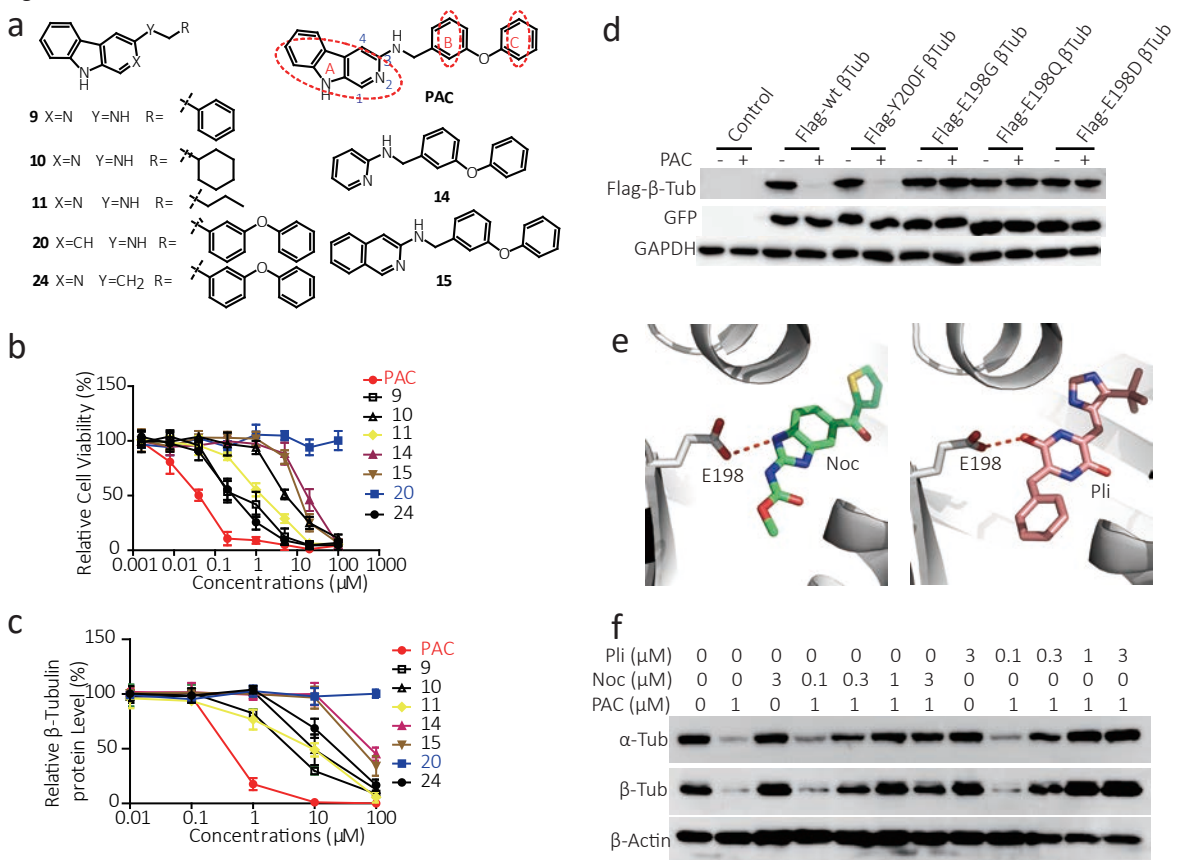 a
Y
R
X
N
H
9 X=N Y=NH R=
10 X=N Y=NH R=
11 X=N Y=NH R=
20 X=CH Y=NH R=
O
24 X=N Y=CH2 R=
O
4
H
N
B
C
3
A
O
N
2
N
H
1
PAC
H
N
O
N
14
H
N
O
N
15
b
Relative Cell Viability (%)
150
100
50
0
0.001 0.01 0.1 1 10 100 1000
Concentrations (μM)
PAC
9
10
11
14
15
20
24
c
Relative β-Tubulin
protein Level (%)
150
100
50
0
0.01 0.1 1 10 100
Concentrations (μM)
PAC
9
10
11
14
15
20
24
d
Control
Flag-wt βTub
Flag-Y200F βTub
Flag-E198G βTub
Flag-E198Q βTub
Flag-E198D βTub
PAC - + - + - + - + - + - +
Flag-β-Tub
GFP
GAPDH
e
E198
Noc
E198
Pli
f
Pli (μM) 0 0 0 0 0 0 0 3 0.1 0.3 1 3
Noc (μM) 0 0 3 0.1 0.3 1 3 0 0 0 0 0
PAC (μM) 0 1 0 1 1 1 1 0 1 1 1 1
α-Tub
β-Tub
β-Actin